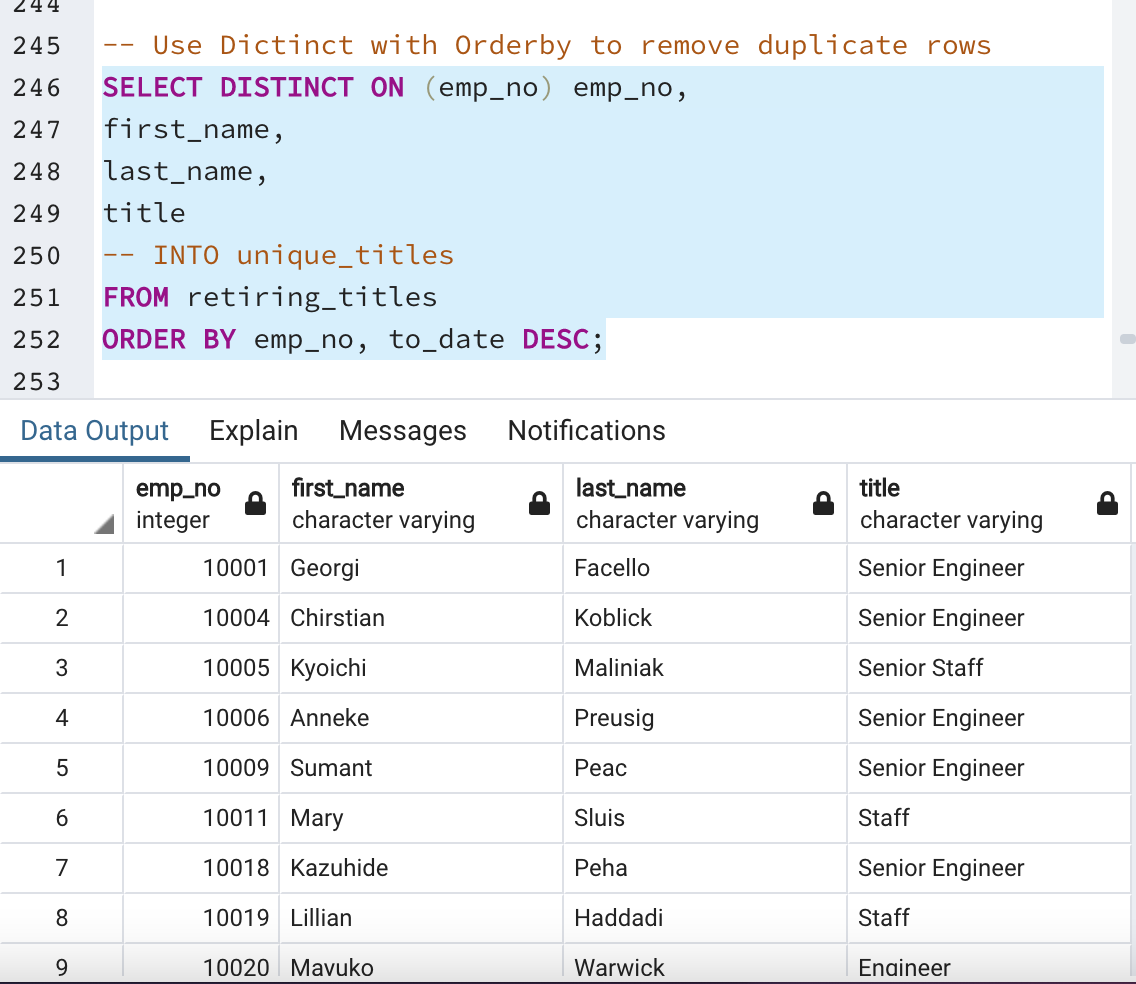 244
245 -- Use Dictinct with Orderby to remove duplicate rows
246 SELECT DISTINCT ON (emp_no) emp_no,
247 first_name,
248 last_name,
249 title
250 -- INTO unique_titles
251 FROM retiring_titles
252 ORDER BY emp_no, to_date DESC;
253
Data Output Explain Messages Notifications
emp_no first_name last_name title
integer character varying character varying character varying
1 10001 Georgi Facello Senior Engineer
2 10004 Chirstian Koblick Senior Engineer
3 10005 Kyoichi Maliniak Senior Staff
4 10006 Anneke Preusig Senior Engineer
5 10009 Sumant Peac Senior Engineer
6 10011 Mary Sluis Staff
7 10018 Kazuhide Peha Senior Engineer
8 10019 Lillian Haddadi Staff
9 10020 Mayuko Warwick Engineer